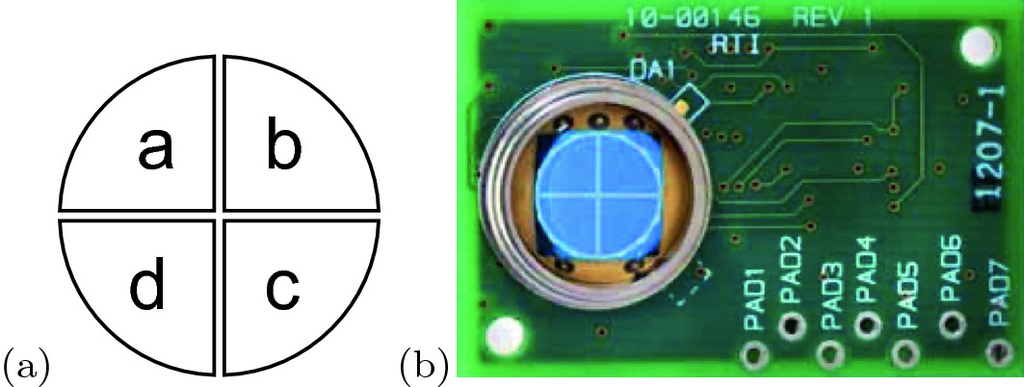 a b
d c
(a)
(b)
10-00146 REV 1
RTI
DA1
1207-1
PAD1
PAD2
PAD3
PAD4
PAD5
PAD6
PAD7